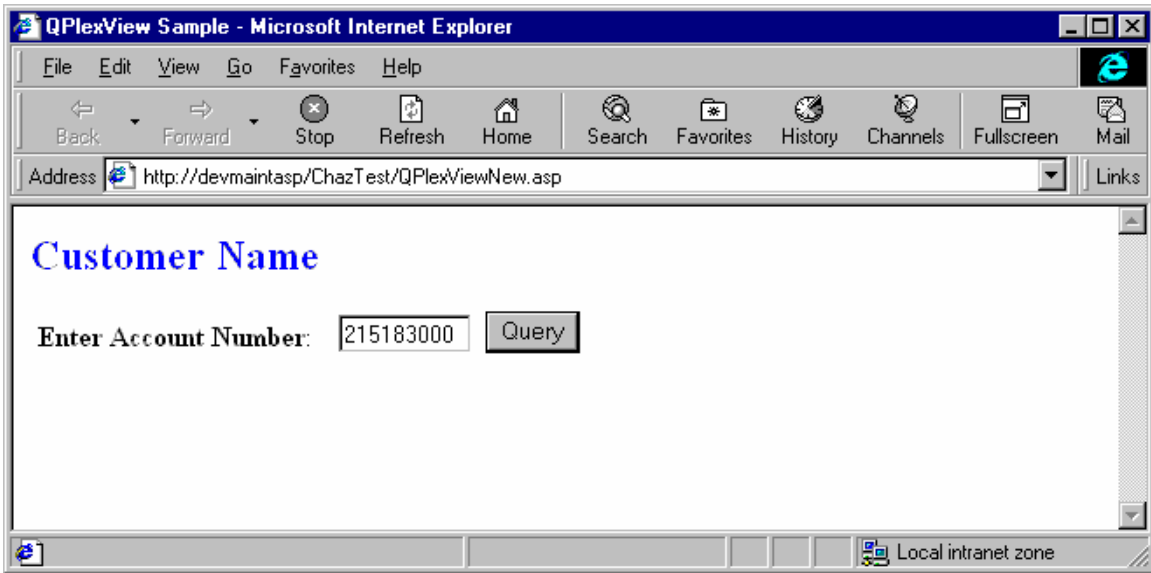 QPlexView Sample - Microsoft Internet Explorer
File Edit View Go Favorites Help
Back Forward Stop Refresh Home Search Favorites History Channels Fullscreen Mail
Address http://devmaintasp/ChazTest/QPlexViewNew.asp Links
Customer Name
Enter Account Number: 215183000 Query
Local intranet zone